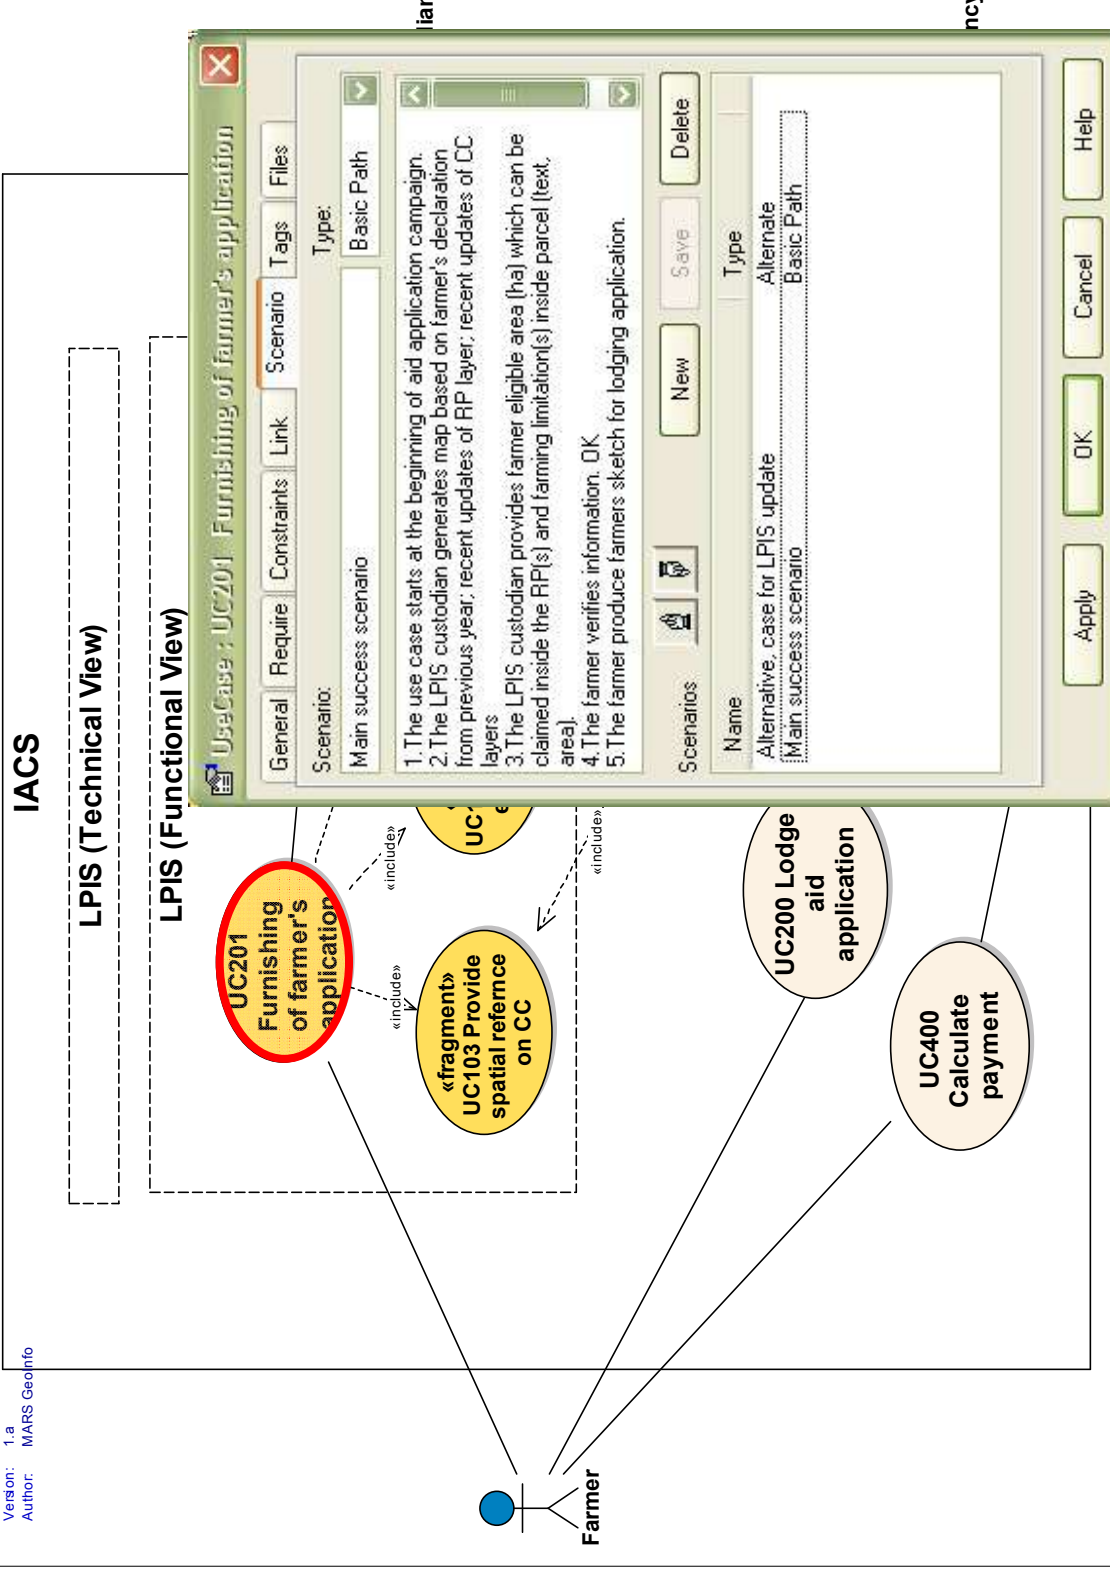 Version: 1.a
Author: MARS GeoInfo
IACS
LPIS (Technical View)
LPIS (Functional View)
UC201
Furnishing
of farmer's
application
«include»
«include»
«include»
«fragment»
UC103 Provide
spatial refernce
on CC
UC200 Lodge
aid
application
UC400
Calculate
payment
Farmer
UseCase : UC201 Furnishing of farmer's application
General Require Constraints Link Scenario Tags Files
Scenario: Type:
Main success scenario Basic Path
1.The use case starts at the beginning of aid application campaign.
2.The LPIS custodian generates map based on farmer's declaration
from previous year; recent updates of RP layer; recent updates of CC
layers
3.The LPIS custodian provides farmer eligible area (ha) which can be
claimed inside the RP(s) and farming limitation(s) inside parcel (text,
area).
4.The farmer verifies information. OK
5.The farmer produce farmers sketch for lodging application.
Scenarios New Save Delete
Name Type
Alternative, case for LPIS update Alternate
Main success scenario Basic Path
Apply OK Cancel Help